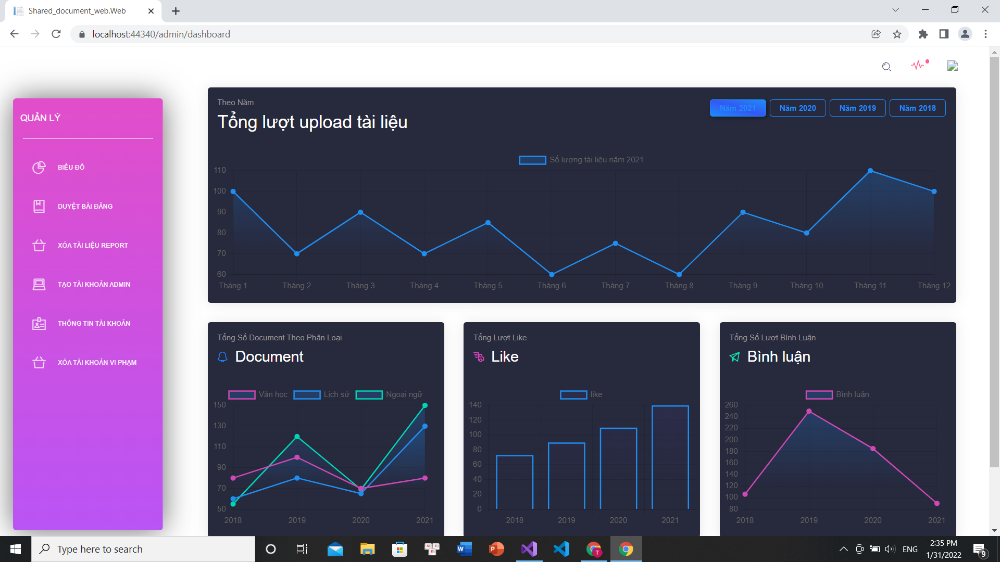 Shared_document_web.Web
localhost:44340/admin/dashboard
QUẢN LÝ
BIỂU ĐỒ
DUYỆT BÀI ĐĂNG
XÓA TÀI LIỆU REPORT
TẠO TÀI KHOẢN ADMIN
THÔNG TIN TÀI KHOẢN
XÓA TÀI KHOẢN VI PHẠM
Theo Năm
Tổng lượt upload tài liệu
Năm 2021 Năm 2020 Năm 2019 Năm 2018
Số lượng tài liệu năm 2021
110
100
90
80
70
60
Tháng 1 Tháng 2 Tháng 3 Tháng 4 Tháng 5 Tháng 6 Tháng 7 Tháng 8 Tháng 9 Tháng 10 Tháng 11 Tháng 12
Tổng Số Document Theo Phân Loại
Document
Văn học Lịch sử Ngoại ngữ
150
130
110
90
70
50
2018 2019 2020 2021
Tổng Lượt Like
Like
like
140
120
100
80
60
40
20
0
2018 2019 2020 2021
Tổng Số Lượt Bình Luận
Bình luận
Bình luận
260
240
220
200
180
160
140
120
100
80
2018 2019 2020 2021
Type here to search
ENG
2:35 PM
1/31/2022
9